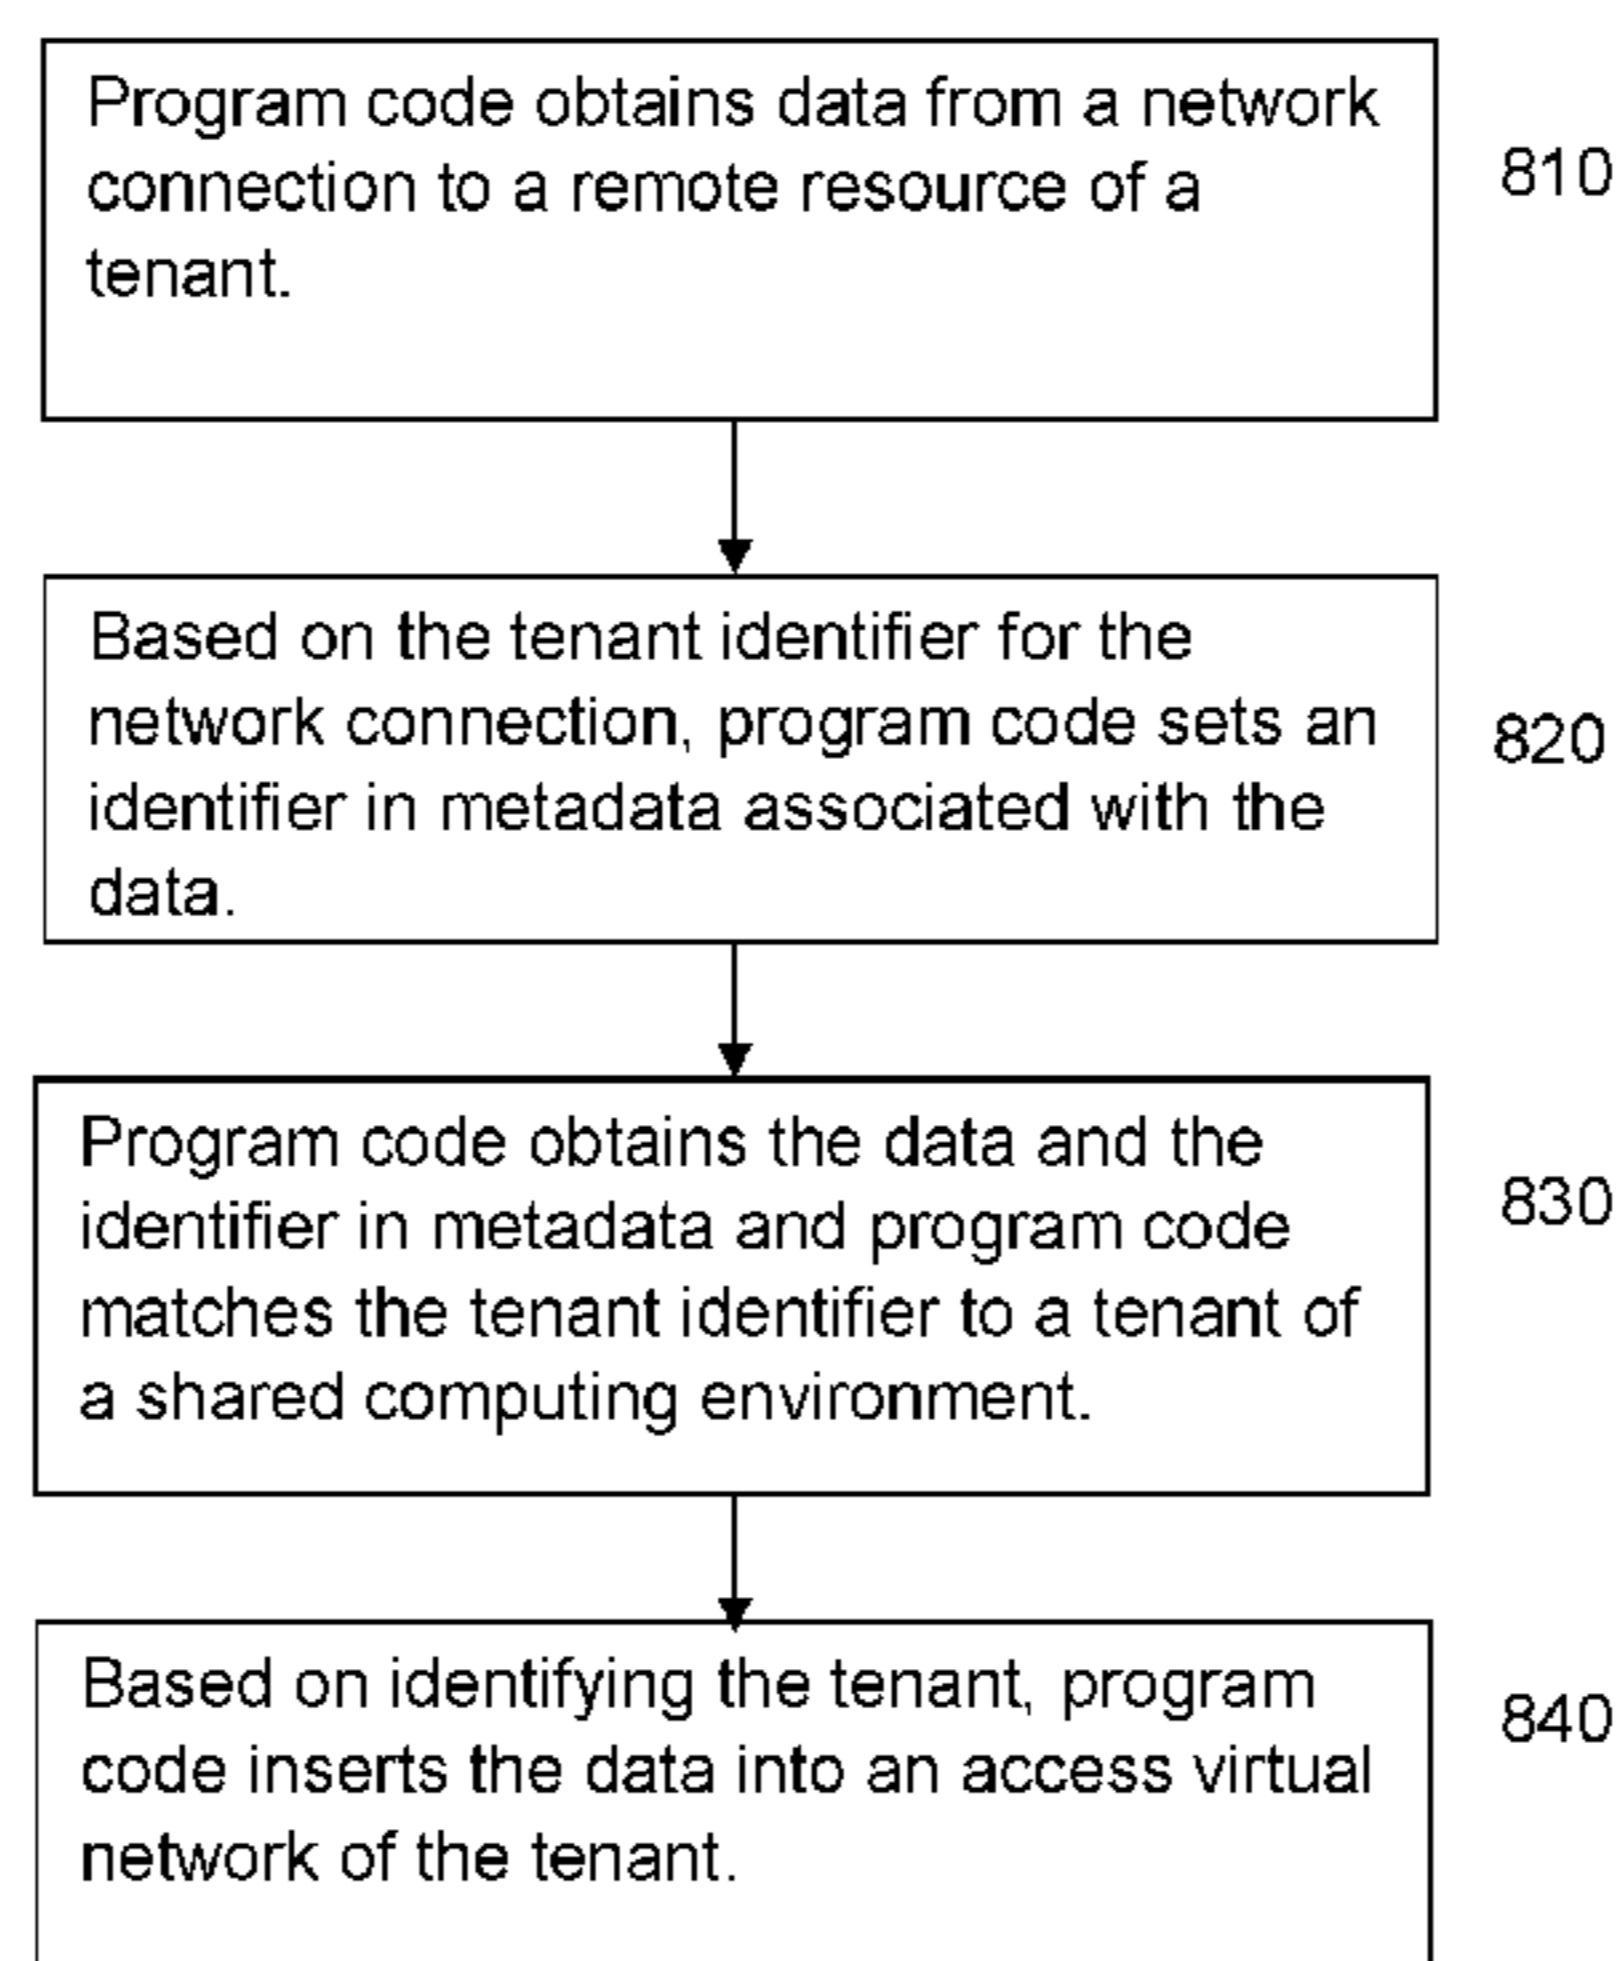 Program code obtains data from a network
connection to a remote resource of a
tenant.
810
Based on the tenant identifier for the
network connection, program code sets an
identifier in metadata associated with the
data.
820
Program code obtains the data and the
identifier in metadata and program code
matches the tenant identifier to a tenant of
a shared computing environment.
830
Based on identifying the tenant, program
code inserts the data into an access virtual
network of the tenant.
840